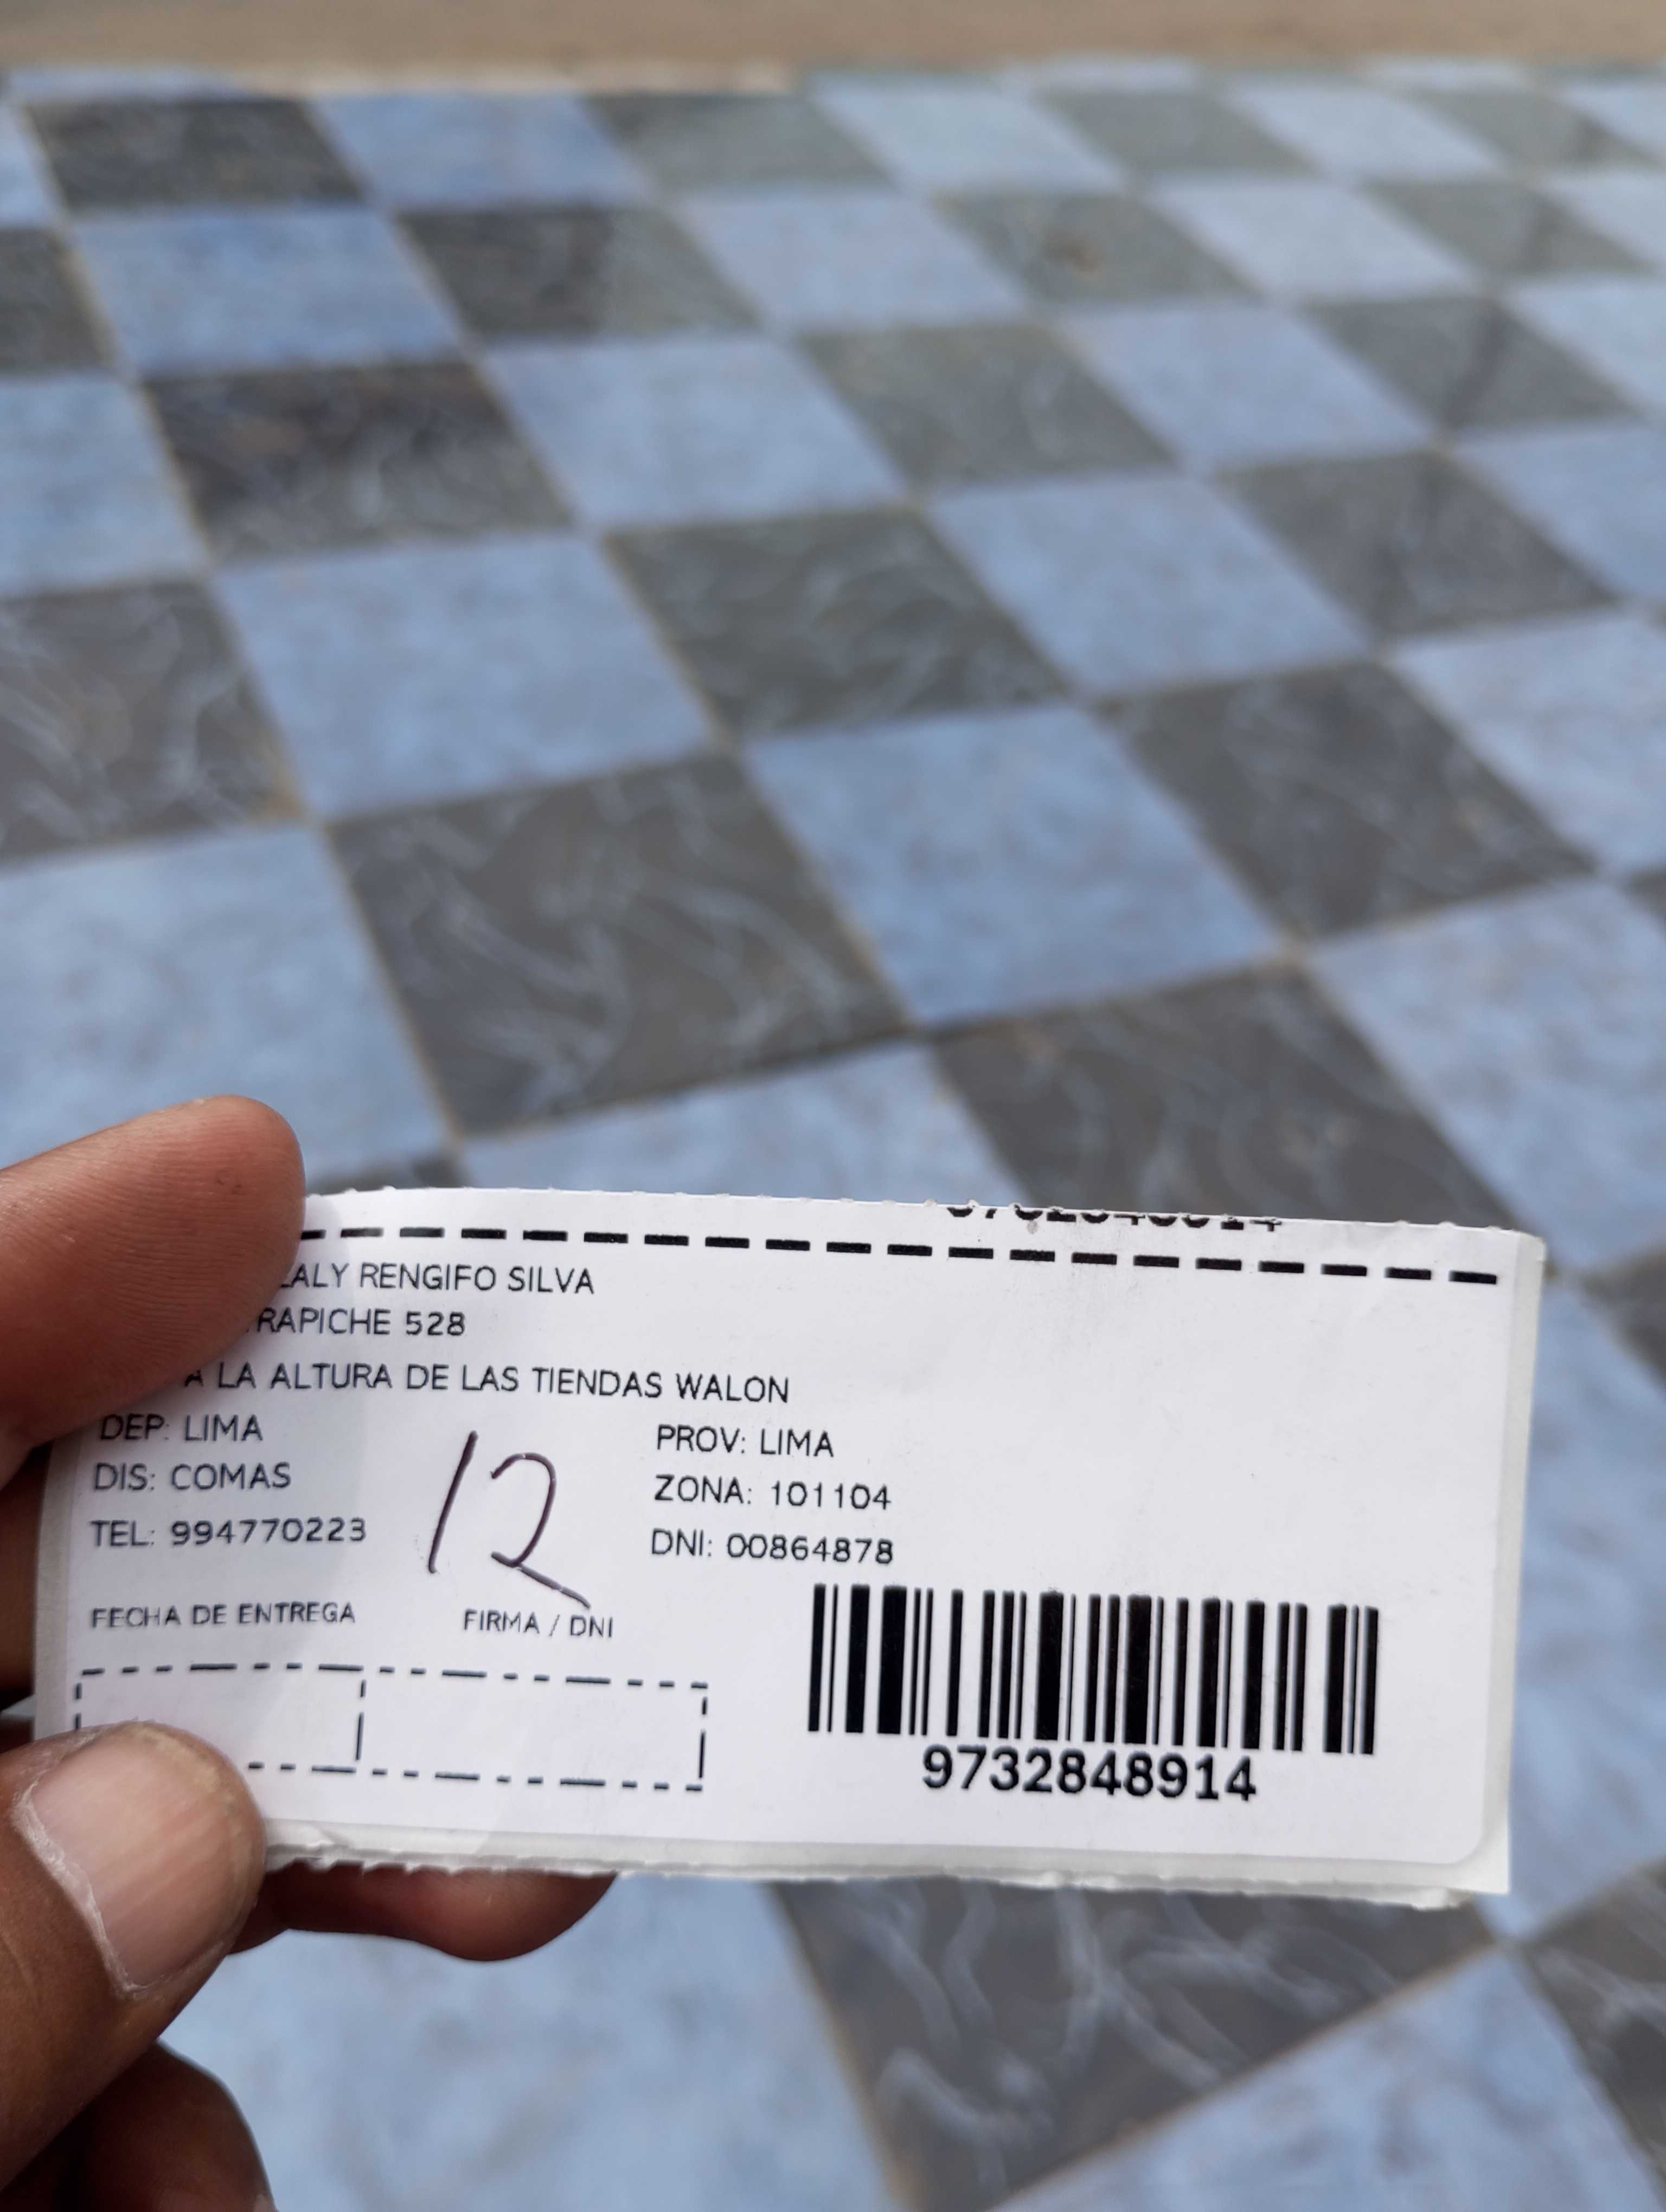 LALY RENGIFO SILVA
RAPICHE 528
A LA ALTURA DE LAS TIENDAS WALON
DEP: LIMA
PROV: LIMA
DIS: COMAS
ZONA: 101104
TEL: 994770223
DNI: 00864878
12
FECHA DE ENTREGA
FIRMA / DNI
9732848914